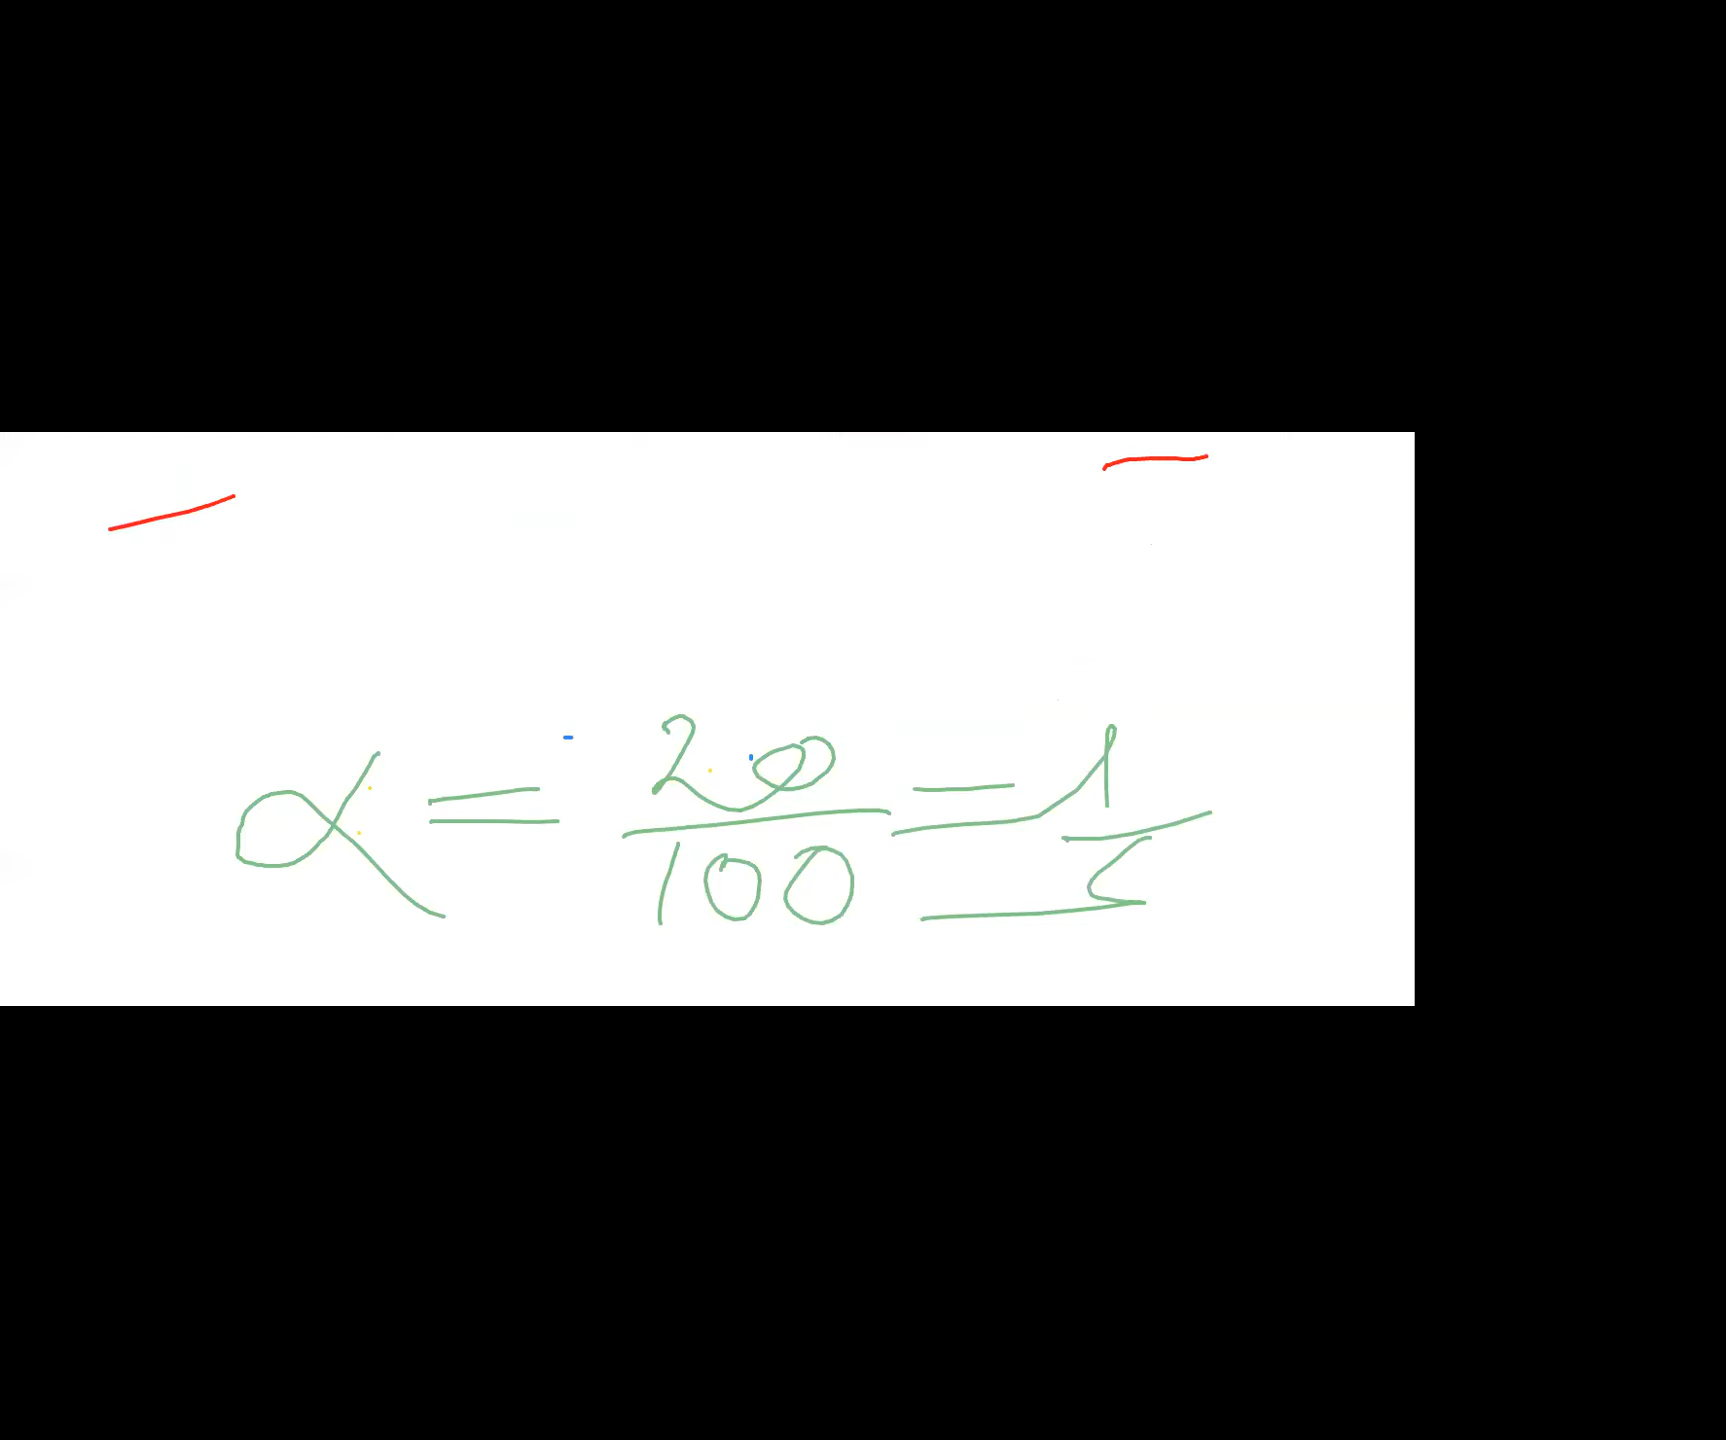 α = 20/100 = 1/5